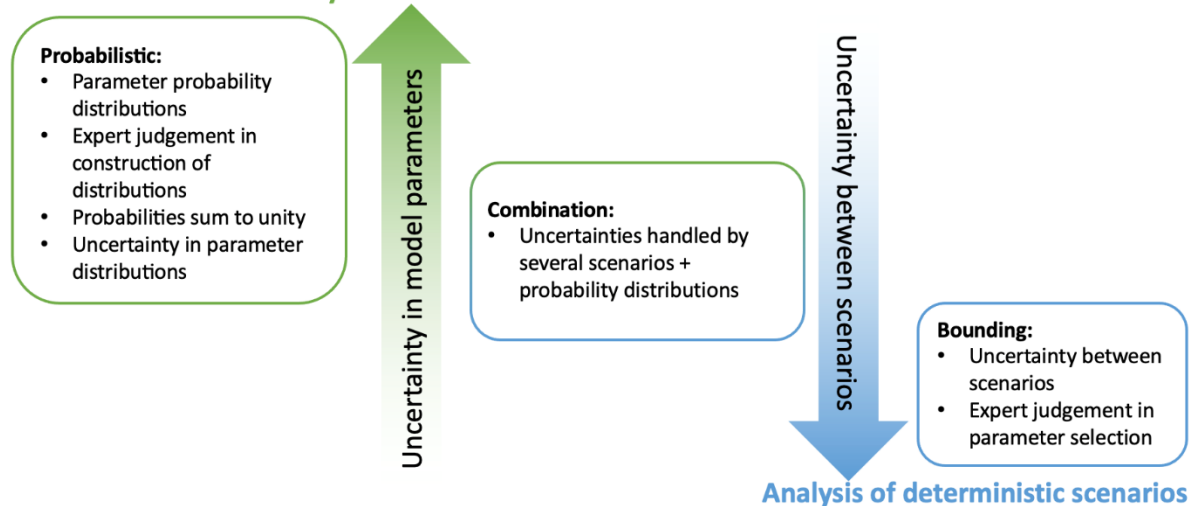 Probabilistic:
• Parameter probability
distributions
• Expert judgement in
construction of
distributions
• Probabilities sum to unity
• Uncertainty in parameter
distributions
Uncertainty in model parameters
Combination:
• Uncertainties handled by
several scenarios +
probability distributions
Uncertainty between scenarios
Bounding:
• Uncertainty between
scenarios
• Expert judgement in
parameter selection
Analysis of deterministic scenarios